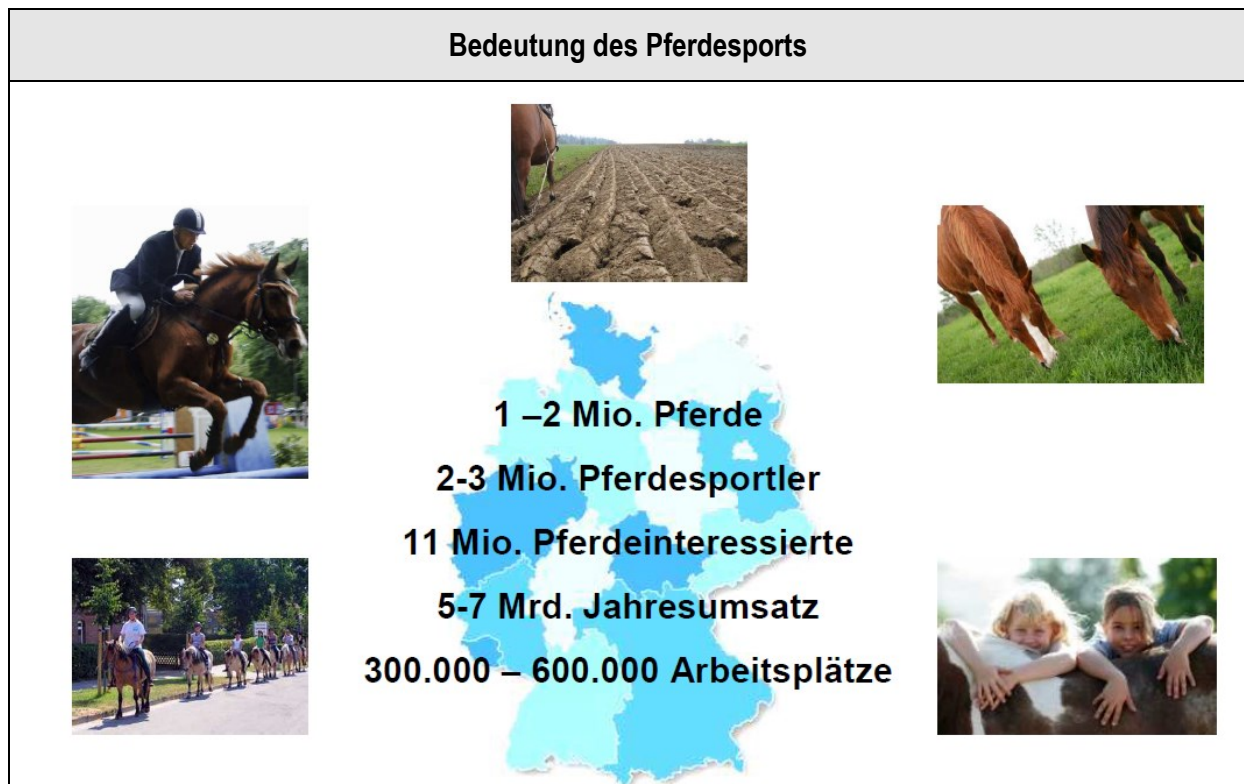 Bedeutung des Pferdesports
1 –2 Mio. Pferde
2-3 Mio. Pferdesportler
11 Mio. Pferdeinteressierte
5-7 Mrd. Jahresumsatz
300.000 – 600.000 Arbeitsplätze